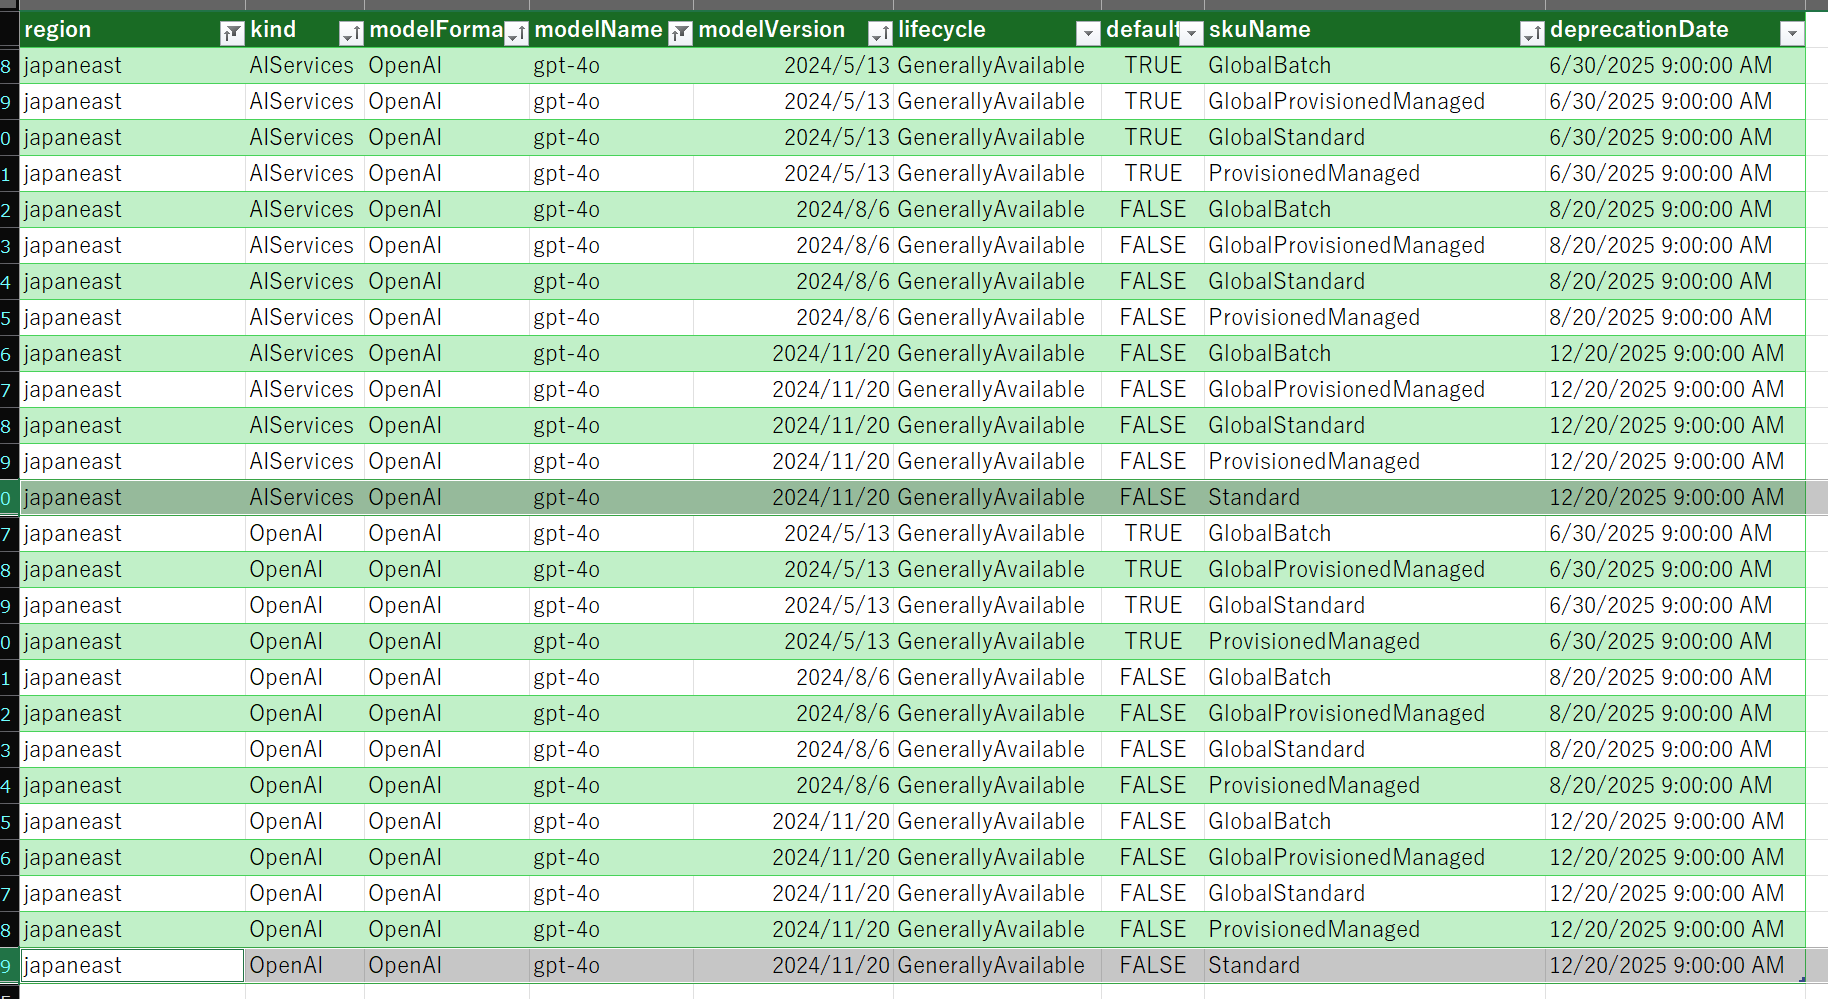 region kind modelForma modelName modelVersion lifecycle default skuName deprecationDate
8 japaneast AIServices OpenAI gpt-4o 2024/5/13 GenerallyAvailable TRUE GlobalBatch 6/30/2025 9:00:00 AM
9 japaneast AIServices OpenAI gpt-4o 2024/5/13 GenerallyAvailable TRUE GlobalProvisionedManaged 6/30/2025 9:00:00 AM
0 japaneast AIServices OpenAI gpt-4o 2024/5/13 GenerallyAvailable TRUE GlobalStandard 6/30/2025 9:00:00 AM
1 japaneast AIServices OpenAI gpt-4o 2024/5/13 GenerallyAvailable TRUE ProvisionedManaged 6/30/2025 9:00:00 AM
2 japaneast AIServices OpenAI gpt-4o 2024/8/6 GenerallyAvailable FALSE GlobalBatch 8/20/2025 9:00:00 AM
3 japaneast AIServices OpenAI gpt-4o 2024/8/6 GenerallyAvailable FALSE GlobalProvisionedManaged 8/20/2025 9:00:00 AM
4 japaneast AIServices OpenAI gpt-4o 2024/8/6 GenerallyAvailable FALSE GlobalStandard 8/20/2025 9:00:00 AM
5 japaneast AIServices OpenAI gpt-4o 2024/8/6 GenerallyAvailable FALSE ProvisionedManaged 8/20/2025 9:00:00 AM
6 japaneast AIServices OpenAI gpt-4o 2024/11/20 GenerallyAvailable FALSE GlobalBatch 12/20/2025 9:00:00 AM
7 japaneast AIServices OpenAI gpt-4o 2024/11/20 GenerallyAvailable FALSE GlobalProvisionedManaged 12/20/2025 9:00:00 AM
8 japaneast AIServices OpenAI gpt-4o 2024/11/20 GenerallyAvailable FALSE GlobalStandard 12/20/2025 9:00:00 AM
9 japaneast AIServices OpenAI gpt-4o 2024/11/20 GenerallyAvailable FALSE ProvisionedManaged 12/20/2025 9:00:00 AM
0 japaneast AIServices OpenAI gpt-4o 2024/11/20 GenerallyAvailable FALSE Standard 12/20/2025 9:00:00 AM
7 japaneast OpenAI OpenAI gpt-4o 2024/5/13 GenerallyAvailable TRUE GlobalBatch 6/30/2025 9:00:00 AM
8 japaneast OpenAI OpenAI gpt-4o 2024/5/13 GenerallyAvailable TRUE GlobalProvisionedManaged 6/30/2025 9:00:00 AM
9 japaneast OpenAI OpenAI gpt-4o 2024/5/13 GenerallyAvailable TRUE GlobalStandard 6/30/2025 9:00:00 AM
0 japaneast OpenAI OpenAI gpt-4o 2024/5/13 GenerallyAvailable TRUE ProvisionedManaged 6/30/2025 9:00:00 AM
1 japaneast OpenAI OpenAI gpt-4o 2024/8/6 GenerallyAvailable FALSE GlobalBatch 8/20/2025 9:00:00 AM
2 japaneast OpenAI OpenAI gpt-4o 2024/8/6 GenerallyAvailable FALSE GlobalProvisionedManaged 8/20/2025 9:00:00 AM
3 japaneast OpenAI OpenAI gpt-4o 2024/8/6 GenerallyAvailable FALSE GlobalStandard 8/20/2025 9:00:00 AM
4 japaneast OpenAI OpenAI gpt-4o 2024/8/6 GenerallyAvailable FALSE ProvisionedManaged 8/20/2025 9:00:00 AM
5 japaneast OpenAI OpenAI gpt-4o 2024/11/20 GenerallyAvailable FALSE GlobalBatch 12/20/2025 9:00:00 AM
6 japaneast OpenAI OpenAI gpt-4o 2024/11/20 GenerallyAvailable FALSE GlobalProvisionedManaged 12/20/2025 9:00:00 AM
7 japaneast OpenAI OpenAI gpt-4o 2024/11/20 GenerallyAvailable FALSE GlobalStandard 12/20/2025 9:00:00 AM
8 japaneast OpenAI OpenAI gpt-4o 2024/11/20 GenerallyAvailable FALSE ProvisionedManaged 12/20/2025 9:00:00 AM
9 japaneast OpenAI OpenAI gpt-4o 2024/11/20 GenerallyAvailable FALSE Standard 12/20/2025 9:00:00 AM